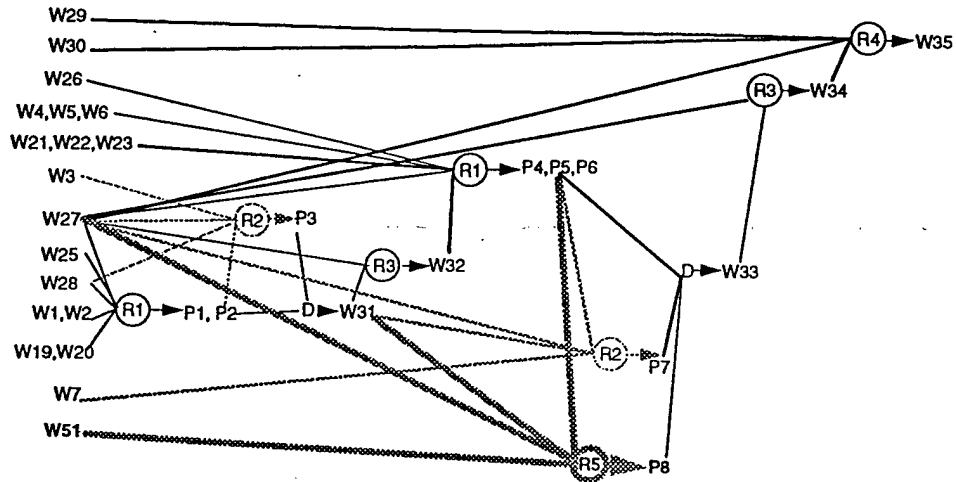 W29
R4 W35
W30
W26
R3 W34
W4,W5,W6
W21,W22,W23
R1 P4,P5,P6
W3
W27 R2 P3
W25
R3 W32
D W33
W28
W1,W2 R1 P1, P2 D W31
W19,W20
R2 P7
W7
W51
R5 P8